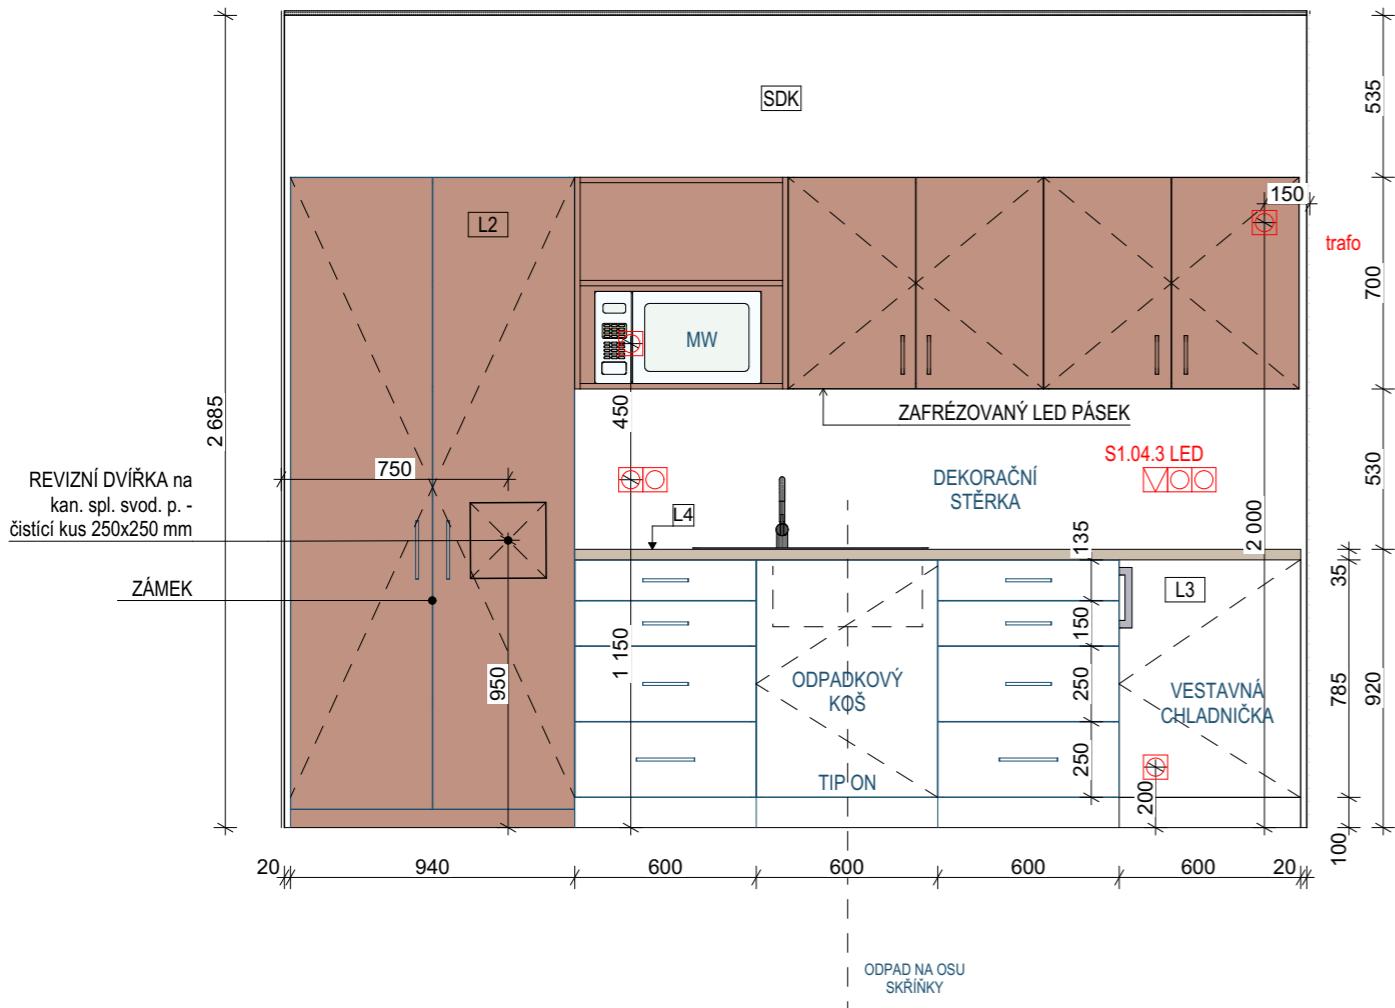 SDK
535
150
L2
trafo
700
MW
2 685
450
ZAFRÉZOVANÝ LED PÁSEK
S1.04.3 LED
750
REVIZNÍ DVÍŘKA na
kan. spl. svod. p. -
čistící kus 250x250 mm
DEKORAČNÍ
STĚRKA
530
2 000
L4
135
35
ZÁMEK
L3
150
1 150
950
ODPADKOVÝ
KOŠ
250
VESTAVNÁ
CHLADNIČKA
785
920
TIP ON
250
200
100
20
940
600
600
600
600
20
ODPAD NA OSU
SKŘÍŇKY